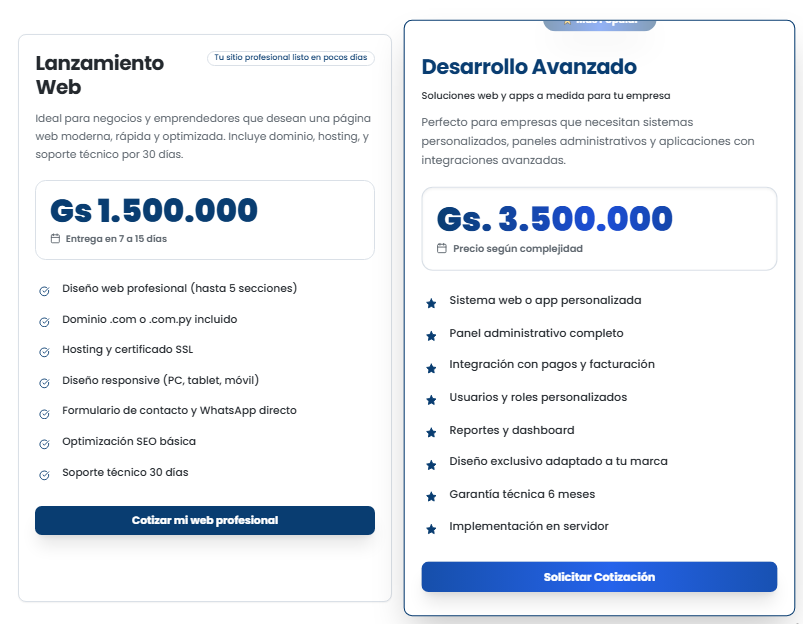 Lanzamiento
Web
Tu sitio profesional listo en pocos días
Ideal para negocios y emprendedores que desean una página
web moderna, rápida y optimizada. Incluye dominio, hosting, y
soporte técnico por 30 días.
Gs 1.500.000
Entrega en 7 a 15 días
Diseño web profesional (hasta 5 secciones)
Dominio .com o .com.py incluido
Hosting y certificado SSL
Diseño responsive (PC, tablet, móvil)
Formulario de contacto y WhatsApp directo
Optimización SEO básica
Soporte técnico 30 días
Cotizar mi web profesional
Desarrollo Avanzado
Soluciones web y apps a medida para tu empresa
Perfecto para empresas que necesitan sistemas
personalizados, paneles administrativos y aplicaciones con
integraciones avanzadas.
Gs. 3.500.000
Precio según complejidad
Sistema web o app personalizada
Panel administrativo completo
Integración con pagos y facturación
Usuarios y roles personalizados
Reportes y dashboard
Diseño exclusivo adaptado a tu marca
Garantía técnica 6 meses
Implementación en servidor
Solicitar Cotización